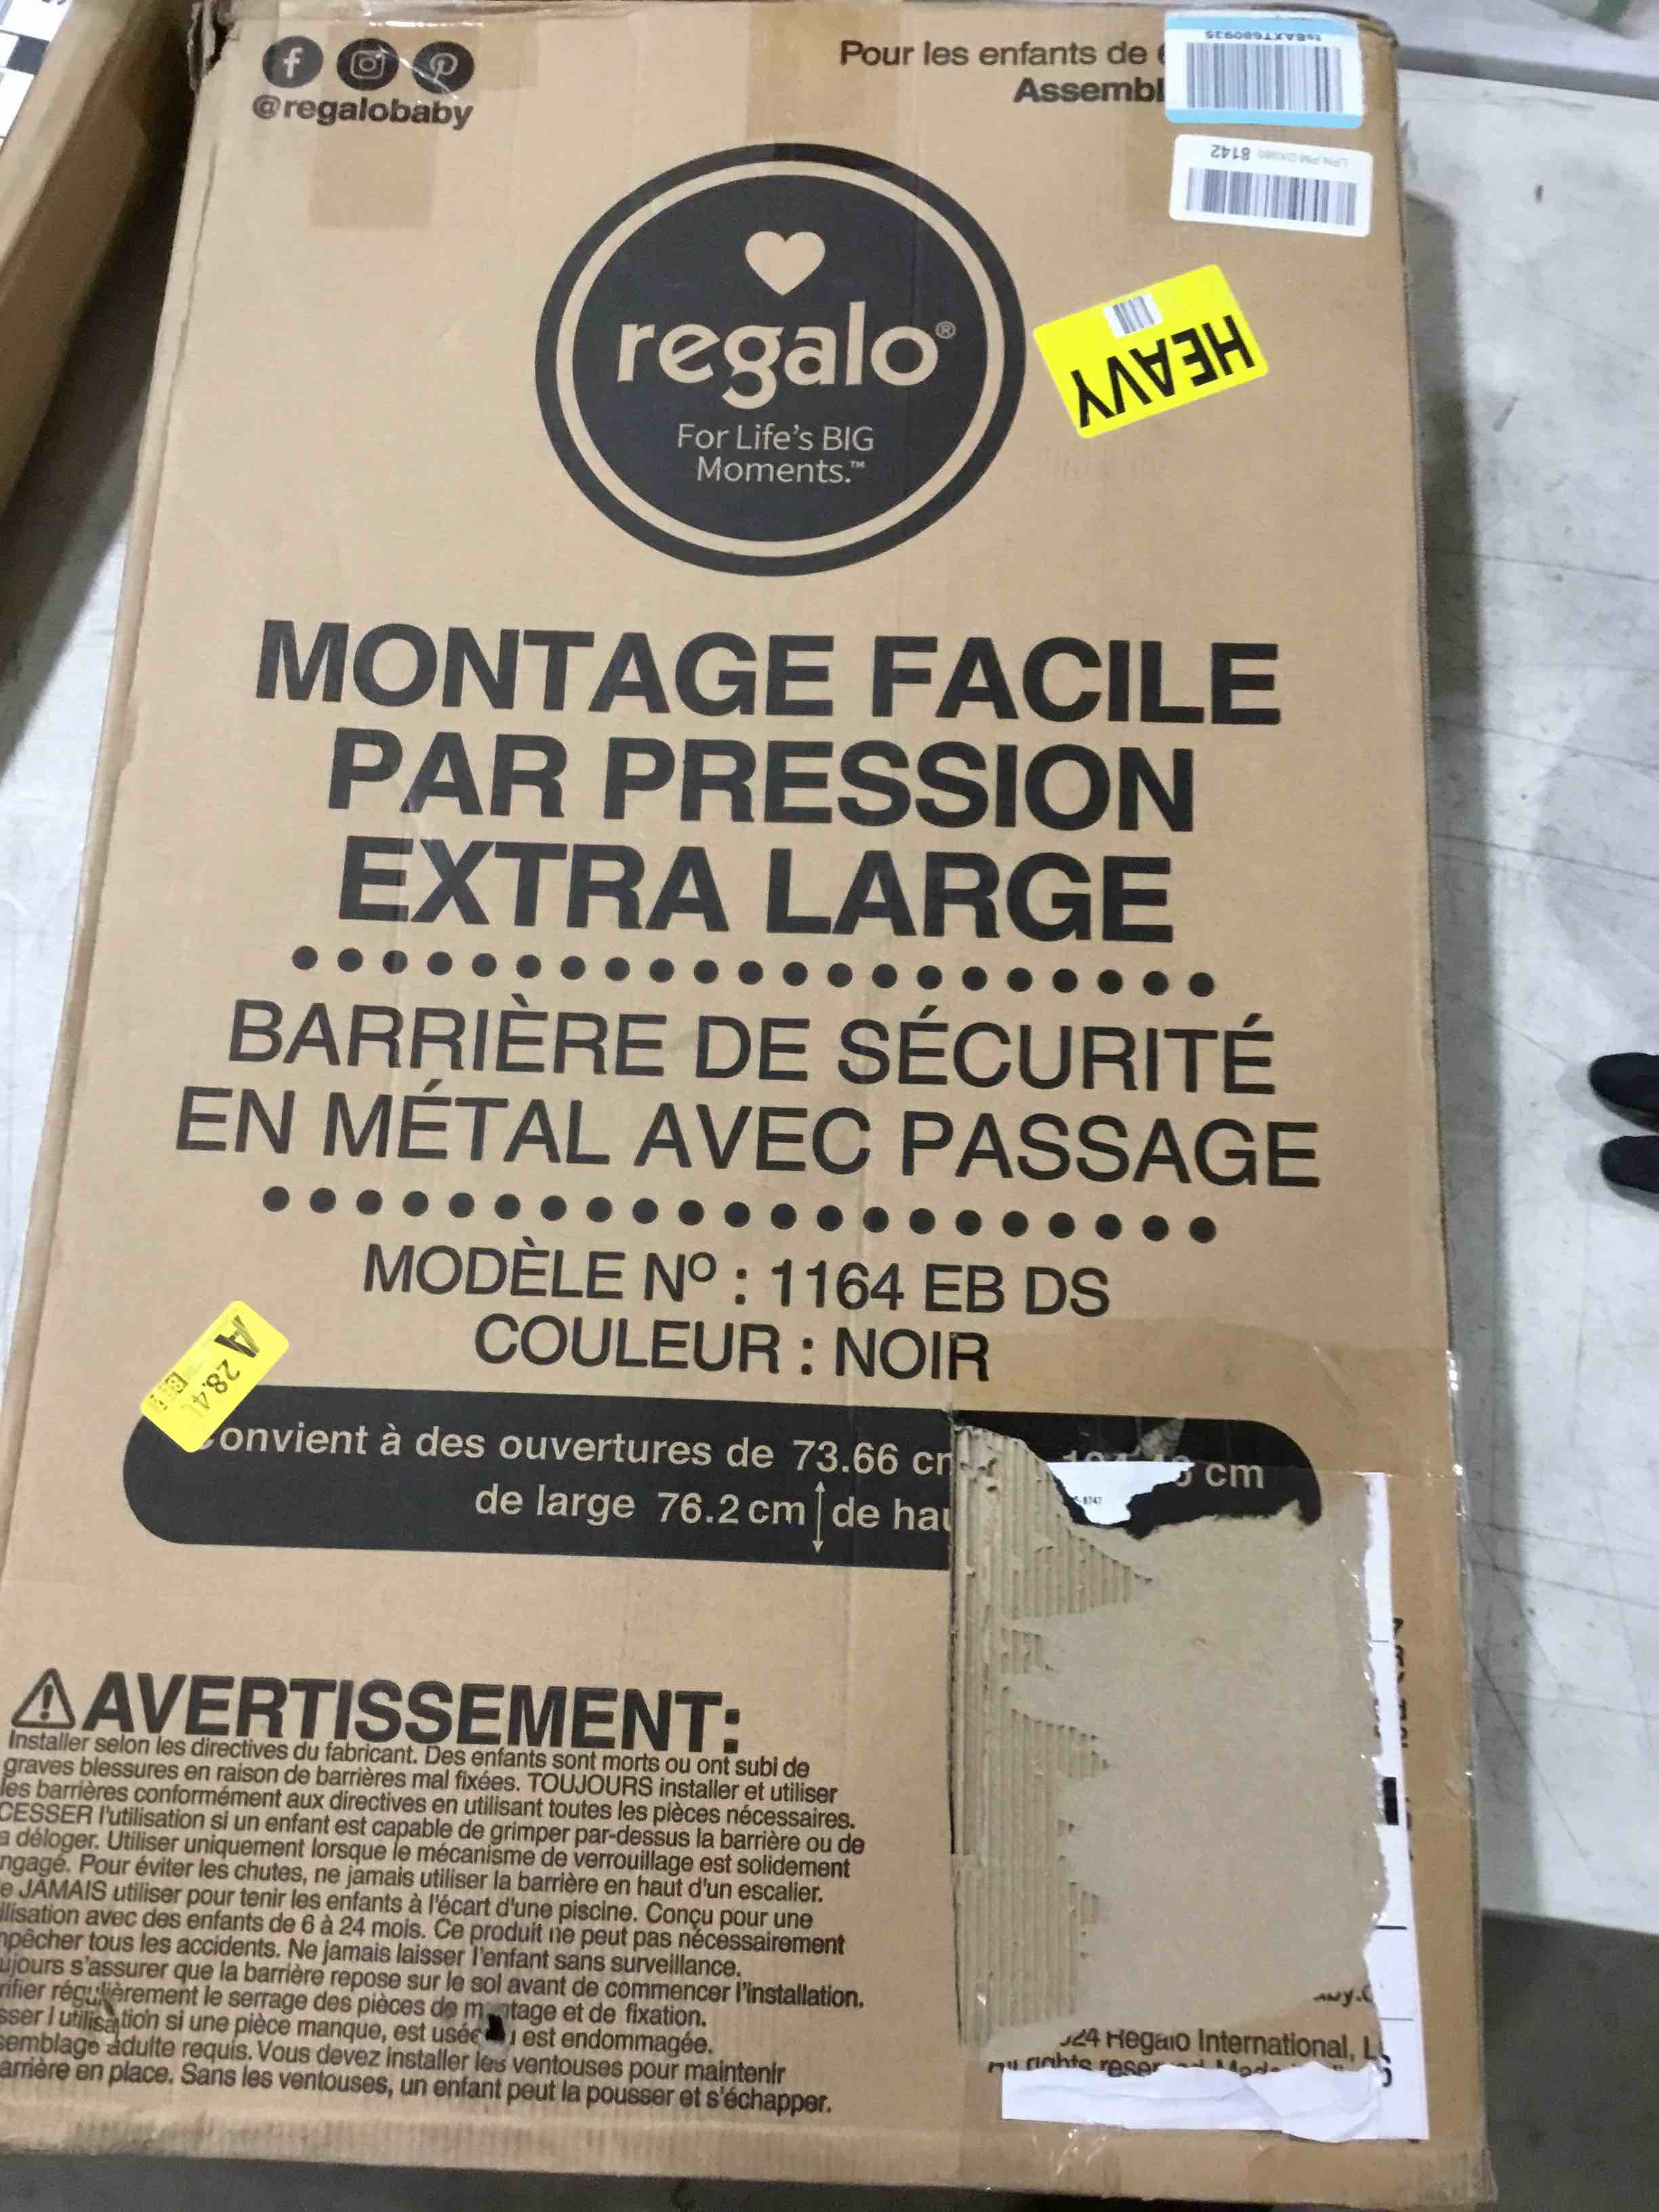 @regalobaby
Pour les enfants de
Assembl
tsBAXT680935
8142
regalo®
For Life's BIG
Moments.™
HEAVY
MONTAGE FACILE
PAR PRESSION
EXTRA LARGE
BARRIÈRE DE SÉCURITÉ
EN MÉTAL AVEC PASSAGE
MODÈLE Nº : 1164 EB DS
COULEUR : NOIR
A
onvient à des ouvertures de 73.66 cm
cm
de large 76.2 cm de hau
⚠AVERTISSEMENT:
Installer selon les directives du fabricant. Des enfants sont morts ou ont subi de
graves blessures en raison de barrières mal fixées. TOUJOURS installer et utiliser
les barrières conformément aux directives en utilisant toutes les pièces nécessaires.
CESSER l'utilisation si un enfant est capable de grimper par-dessus la barrière ou de
a déloger. Utiliser uniquement lorsque le mécanisme de verrouillage est solidement
ngagé. Pour éviter les chutes, ne jamais utiliser la barrière en haut d'un escalier.
e JAMAIS utiliser pour tenir les enfants à l'écart d'une piscine. Conçu pour une
ilisation avec des enfants de 6 à 24 mois. Ce produit ne peut pas nécessairement
pêcher tous les accidents. Ne jamais laisser l'enfant sans surveillance.
ujours s'assurer que la barrière repose sur le sol avant de commencer l'installation.
rifier régulièrement le serrage des pièces de montage et de fixation.
sser l'utilisation si une pièce manque, est usée est endommagée.
semblage adulte requis. Vous devez installer les ventouses pour maintenir
arrière en place. Sans les ventouses, un enfant peut la pousser et s'échapper.
24 Regalo International, L
rights reser